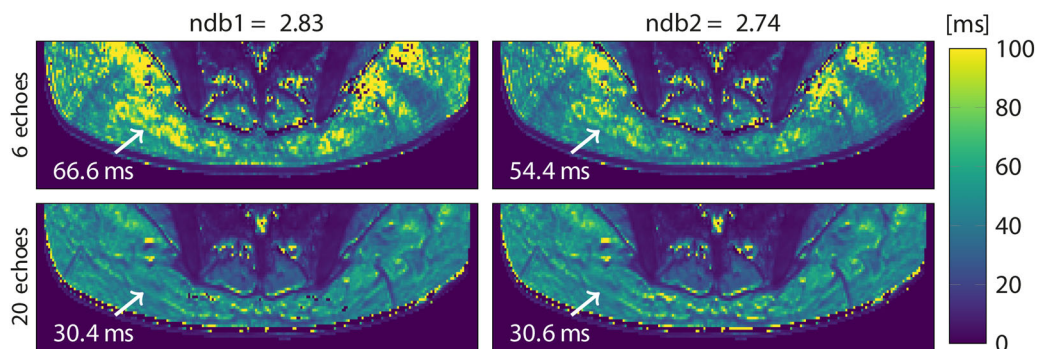 ndb1 = 2.83
ndb2 = 2.74
[ms]
6 echoes
66.6 ms
54.4 ms
20 echoes
30.4 ms
30.6 ms
100
80
60
40
20
0